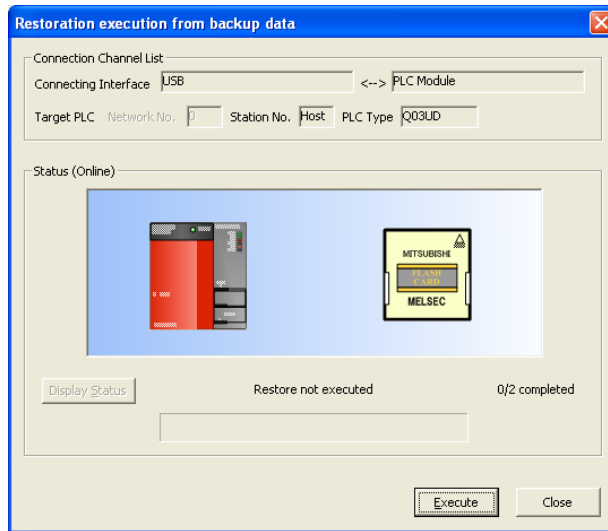 Restoration execution from backup data
Connection Channel List
Connecting Interface USB <--> PLC Module
Target PLC Network No. 0 Station No. Host PLC Type Q03UD
Status (Online)
MITSUBISHI
FLASH
CARD
MELSEC
Display Status Restore not executed 0/2 completed
Execute Close